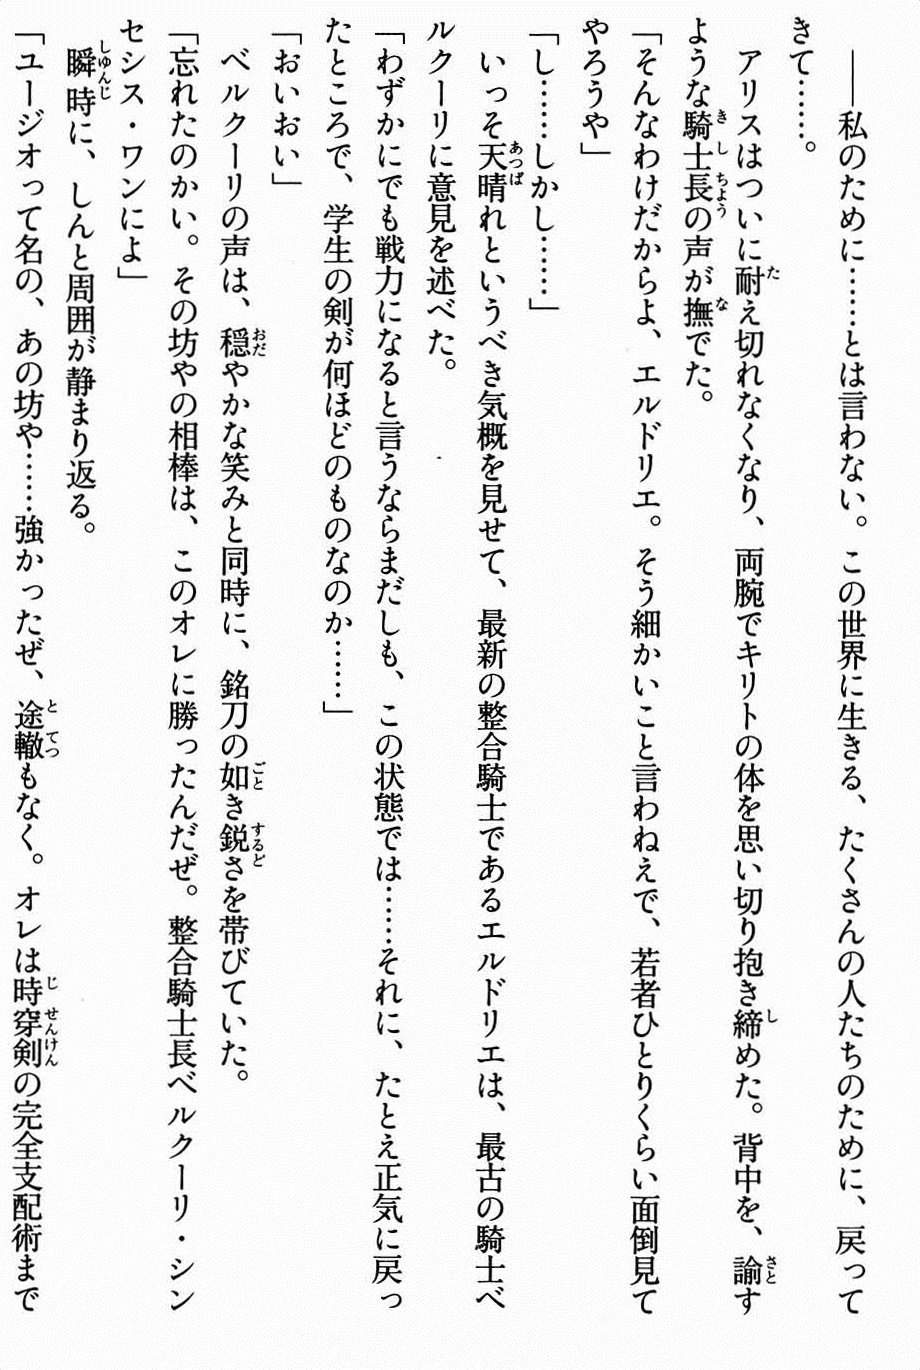 ――私のために……とは言わない。この世界に生きる、たくさんの人たちのために、戻って
きて……。
アリスはついに耐え切れなくなり、両腕でキリトの体を思い切り抱き締めた。背中を、諭す
ような騎士長の声が撫でた。
「そんなわけだからよ、エルドリエ。そう細かいこと言わねえで、若者ひとりくらい面倒見て
やろうや」
「し……しかし……」
いっそ天晴れというべき気概を見せて、最新の整合騎士であるエルドリエは、最古の騎士ベ
ルクーリに意見を述べた。
「わずかにでも戦力になると言うならまだしも、この状態では……それに、たとえ正気に戻っ
たところで、学生の剣が何ほどのものなのか……」
「おいおい」
ベルクーリの声は、穏やかな笑みと同時に、銘刀の如き鋭さを帯びていた。
「忘れたのかい。その坊やの相棒は、このオレに勝ったんだぜ。整合騎士長ベルクーリ・シン
セシス・ワンによ」
瞬時に、しんと周囲が静まり返る。
「ユージオって名の、あの坊や……強かったぜ、途轍もなく。オレは時穿剣の完全支配術まで